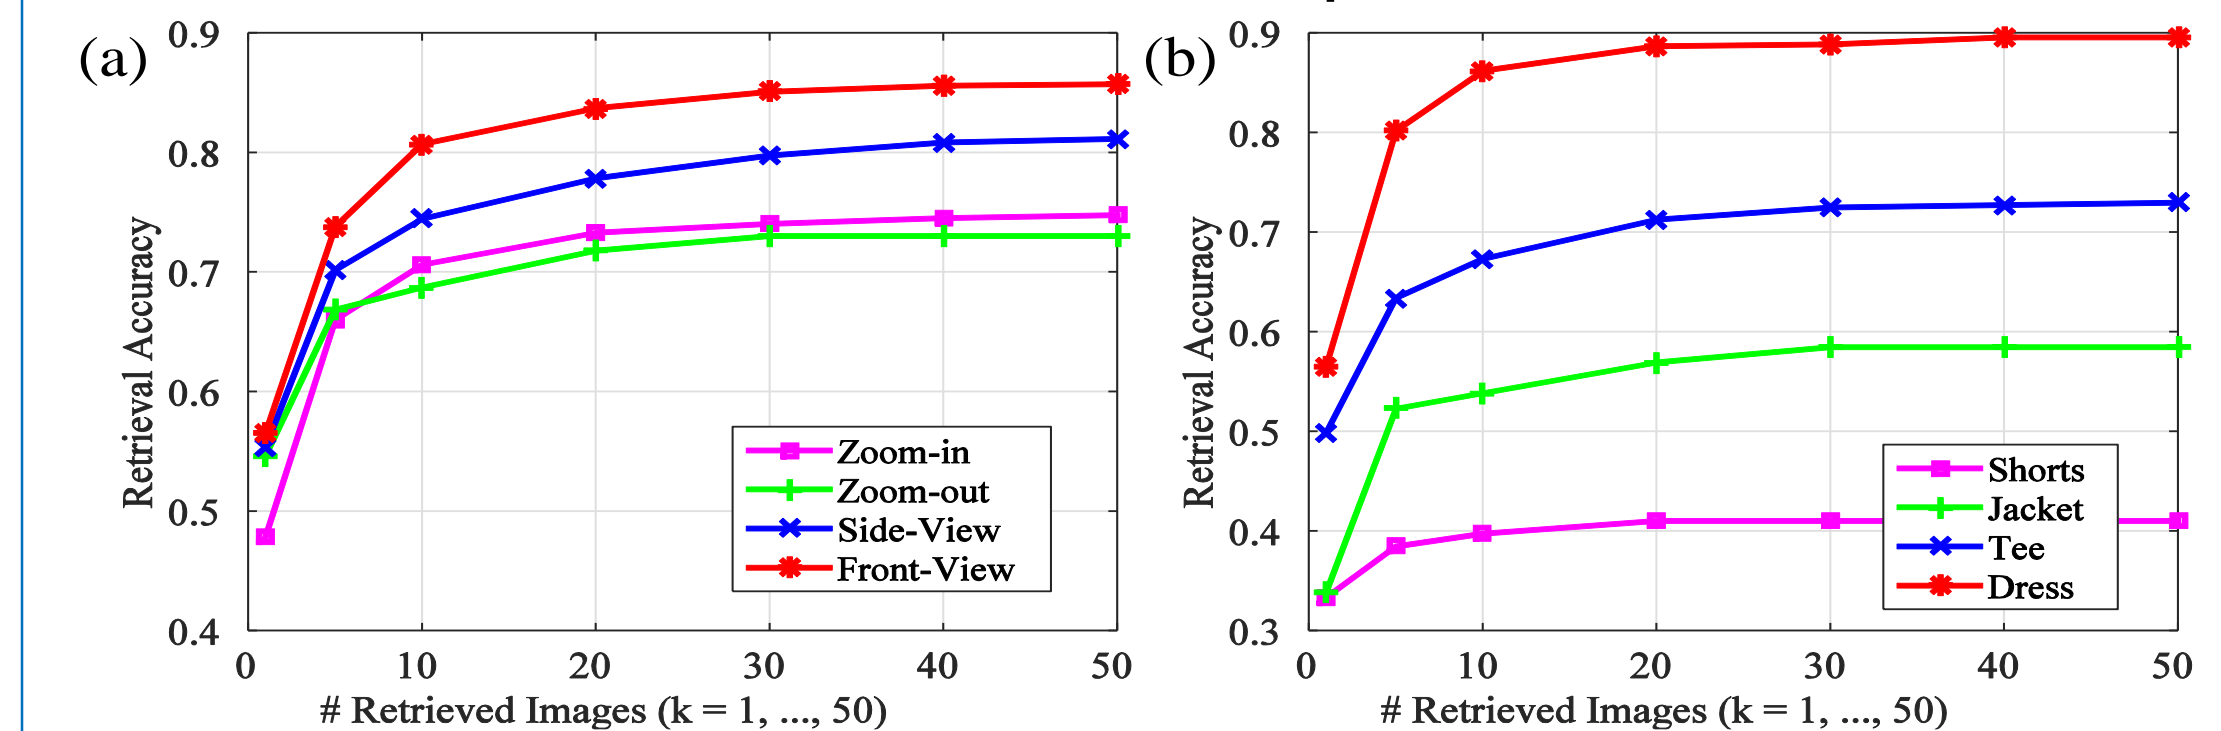 (a)
0.9
0.8
0.7
0.6
0.5
0.4
Retrieval Accuracy
Zoom-in
Zoom-out
Side-View
Front-View
0 10 20 30 40 50
# Retrieved Images (k = 1, ..., 50)
(b)
0.9
0.8
0.7
0.6
0.5
0.4
0.3
Retrieval Accuracy
Shorts
Jacket
Tee
Dress
0 10 20 30 40 50
# Retrieved Images (k = 1, ..., 50)